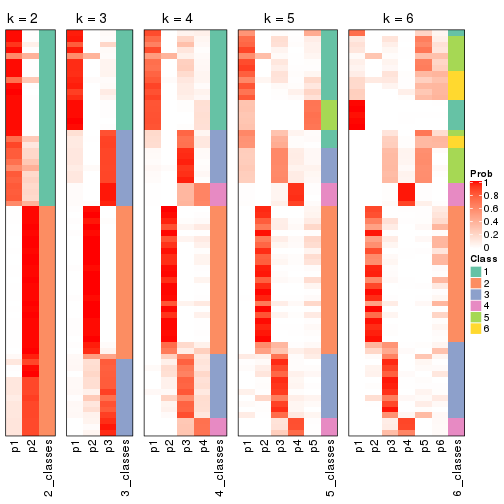 k = 2
k = 3
k = 4
k = 5
k = 6
p1
p2
2_classes
p1
p2
p3
3_classes
p1
p2
p3
p4
4_classes
p1
p2
p3
p4
p5
5_classes
p1
p2
p3
p4
p5
p6
6_classes
Prob
1
0.8
0.6
0.4
0.2
0
Class
1
2
3
4
5
6